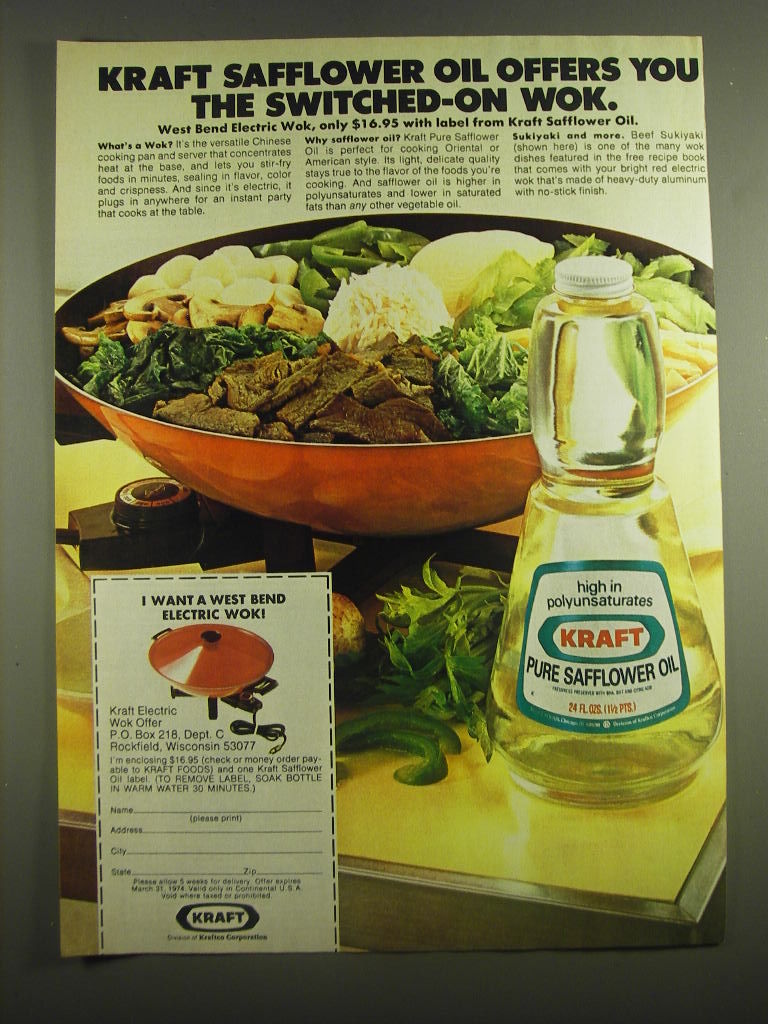 KRAFT SAFFLOWER OIL OFFERS YOU
THE SWITCHED-ON WOK.
West Bend Electric Wok, only $16.95 with label from Kraft Safflower Oil.
What's a Wok? It's the versatile Chinese
cooking pan and server that concentrates
heat at the base, and lets you stir-fry
foods in minutes, sealing in flavor, color
and crispness. And since it's electric, it
plugs in anywhere for an instant party
that cooks at the table.
Why safflower oil? Kraft Pure Safflower
Oil is perfect for cooking Oriental or
American style. Its light, delicate quality
stays true to the flavor of the foods you're
cooking. And safflower oil is higher in
polyunsaturates and lower in saturated
fats than any other vegetable oil.
Sukiyaki and more. Beef Sukiyaki
(shown here) is one of the many wok
dishes featured in the free recipe book
that comes with your bright red electric
wok that's made of heavy-duty aluminum
with no-stick finish.
high in
polyunsaturates
KRAFT
PURE SAFFLOWER OIL
FRESHNESS PRESERVED WITH BHA, BHT AND CITRIC ACID
24 FL. OZS. (1½ PTS.)
Division of Kraftco Corporation
I WANT A WEST BEND
ELECTRIC WOK!
Kraft Electric
Wok Offer
P.O. Box 218, Dept. C
Rockfield, Wisconsin 53077
I'm enclosing $16.95 (check or money order pay-
able to KRAFT FOODS) and one Kraft Safflower
Oil label. (TO REMOVE LABEL, SOAK BOTTLE
IN WARM WATER 30 MINUTES.)
Name
(please print)
Address
City
State Zip
Please allow 5 weeks for delivery. Offer expires
March 31, 1974. Valid only in Continental U.S.A.
Void where taxed or prohibited.
KRAFT
Division of Kraftco Corporation